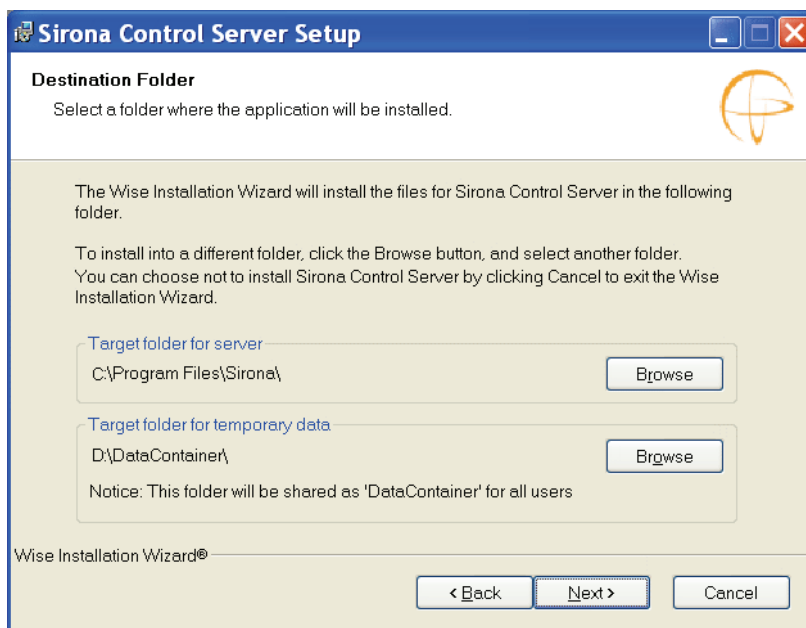 Sirona Control Server Setup
Destination Folder
Select a folder where the application will be installed.
The Wise Installation Wizard will install the files for Sirona Control Server in the following
folder.
To install into a different folder, click the Browse button, and select another folder.
You can choose not to install Sirona Control Server by clicking Cancel to exit the Wise
Installation Wizard.
Target folder for server
C:\Program Files\Sirona\
Browse
Target folder for temporary data
D:\DataContainer\
Browse
Notice: This folder will be shared as 'DataContainer' for all users
Wise Installation Wizard®
< Back
Next >
Cancel